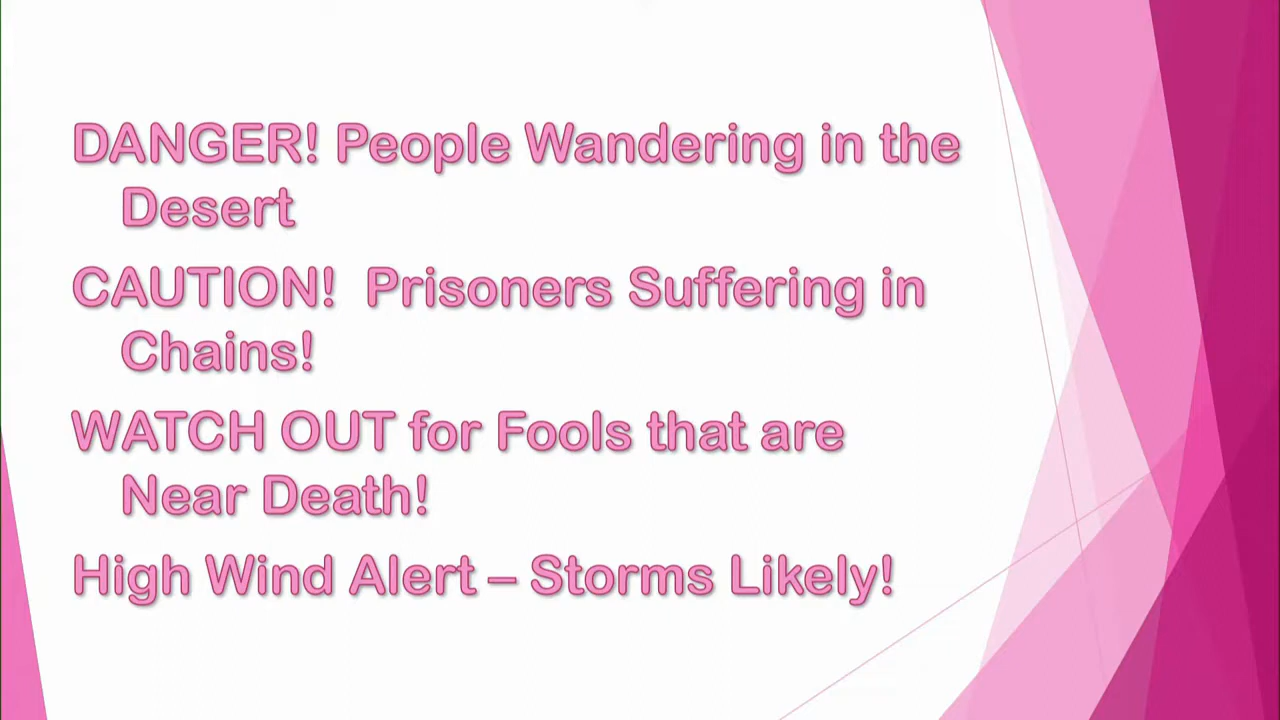 DANGER! People Wandering in the
Desert
CAUTION!  Prisoners Suffering in
Chains!
WATCH OUT for Fools that are
Near Death!
High Wind Alert – Storms Likely!